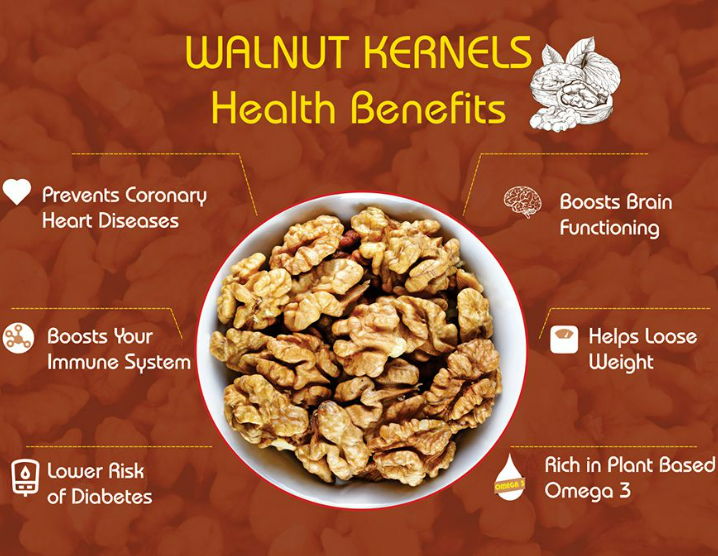 WALNUT KERNELS
Health Benefits
Prevents Coronary
Heart Diseases
Boosts Brain
Functioning
Boosts Your
Immune System
Helps Loose
Weight
Lower Risk
of Diabetes
OMEGA 3
Rich in Plant Based
Omega 3